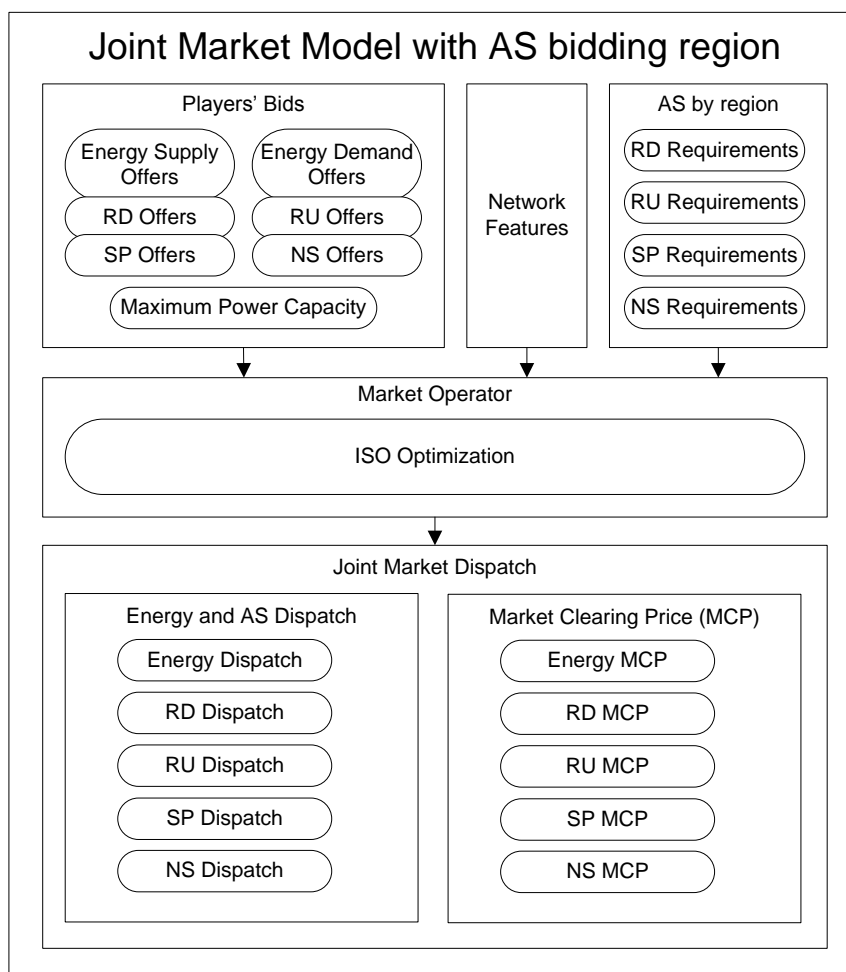 Joint Market Model with AS bidding region
Players' Bids
Energy Supply
Offers
Energy Demand
Offers
RD Offers
RU Offers
SP Offers
NS Offers
Maximum Power Capacity
Network
Features
AS by region
RD Requirements
RU Requirements
SP Requirements
NS Requirements
Market Operator
ISO Optimization
Joint Market Dispatch
Energy and AS Dispatch
Energy Dispatch
RD Dispatch
RU Dispatch
SP Dispatch
NS Dispatch
Market Clearing Price (MCP)
Energy MCP
RD MCP
RU MCP
SP MCP
NS MCP